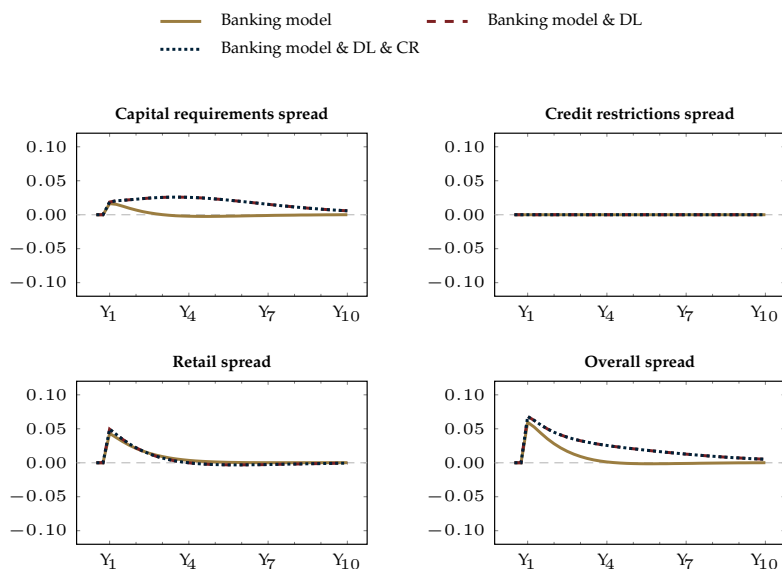 Banking model
Banking model & DL
Banking model & DL & CR
Capital requirements spread
Credit restrictions spread
0.10
0.05
0.00
−0.05
−0.10
Y1 Y4 Y7 Y10
0.10
0.05
0.00
−0.05
−0.10
Y1 Y4 Y7 Y10
Retail spread
Overall spread
0.10
0.05
0.00
−0.05
−0.10
Y1 Y4 Y7 Y10
0.10
0.05
0.00
−0.05
−0.10
Y1 Y4 Y7 Y10